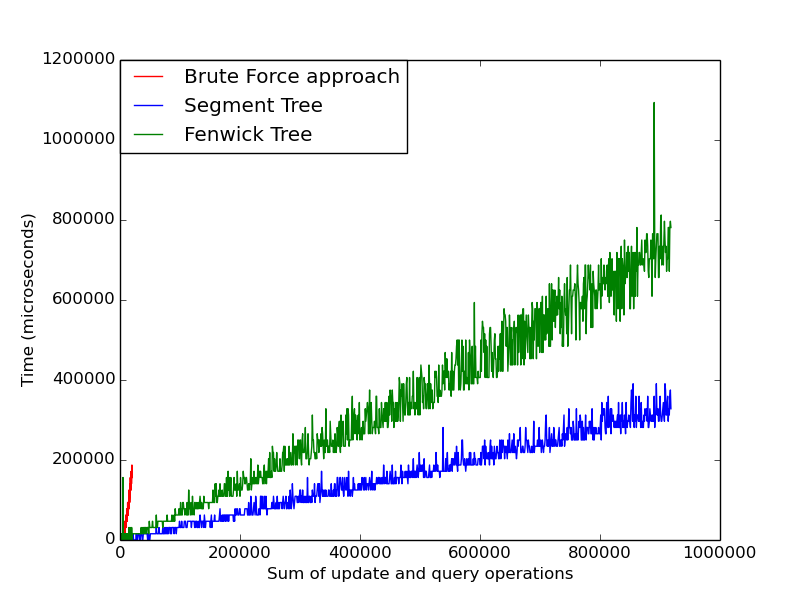 1200000
1000000
800000
600000
400000
200000
0
Time (microseconds)
Brute Force approach
Segment Tree
Fenwick Tree
0 200000 400000 600000 800000 1000000
Sum of update and query operations